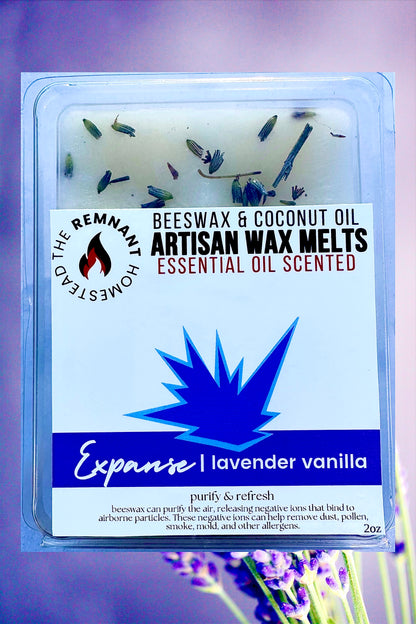 THE REMNANT HOMESTEAD
BEESWAX & COCONUT OIL
ARTISAN WAX MELTS
ESSENTIAL OIL SCENTED
Expanse | lavender vanilla
purify & refresh
beeswax can purify the air, releasing negative ions that bind to
airborne particles. These negative ions can help remove dust, pollen,
smoke, mold, and other allergens.
2oz